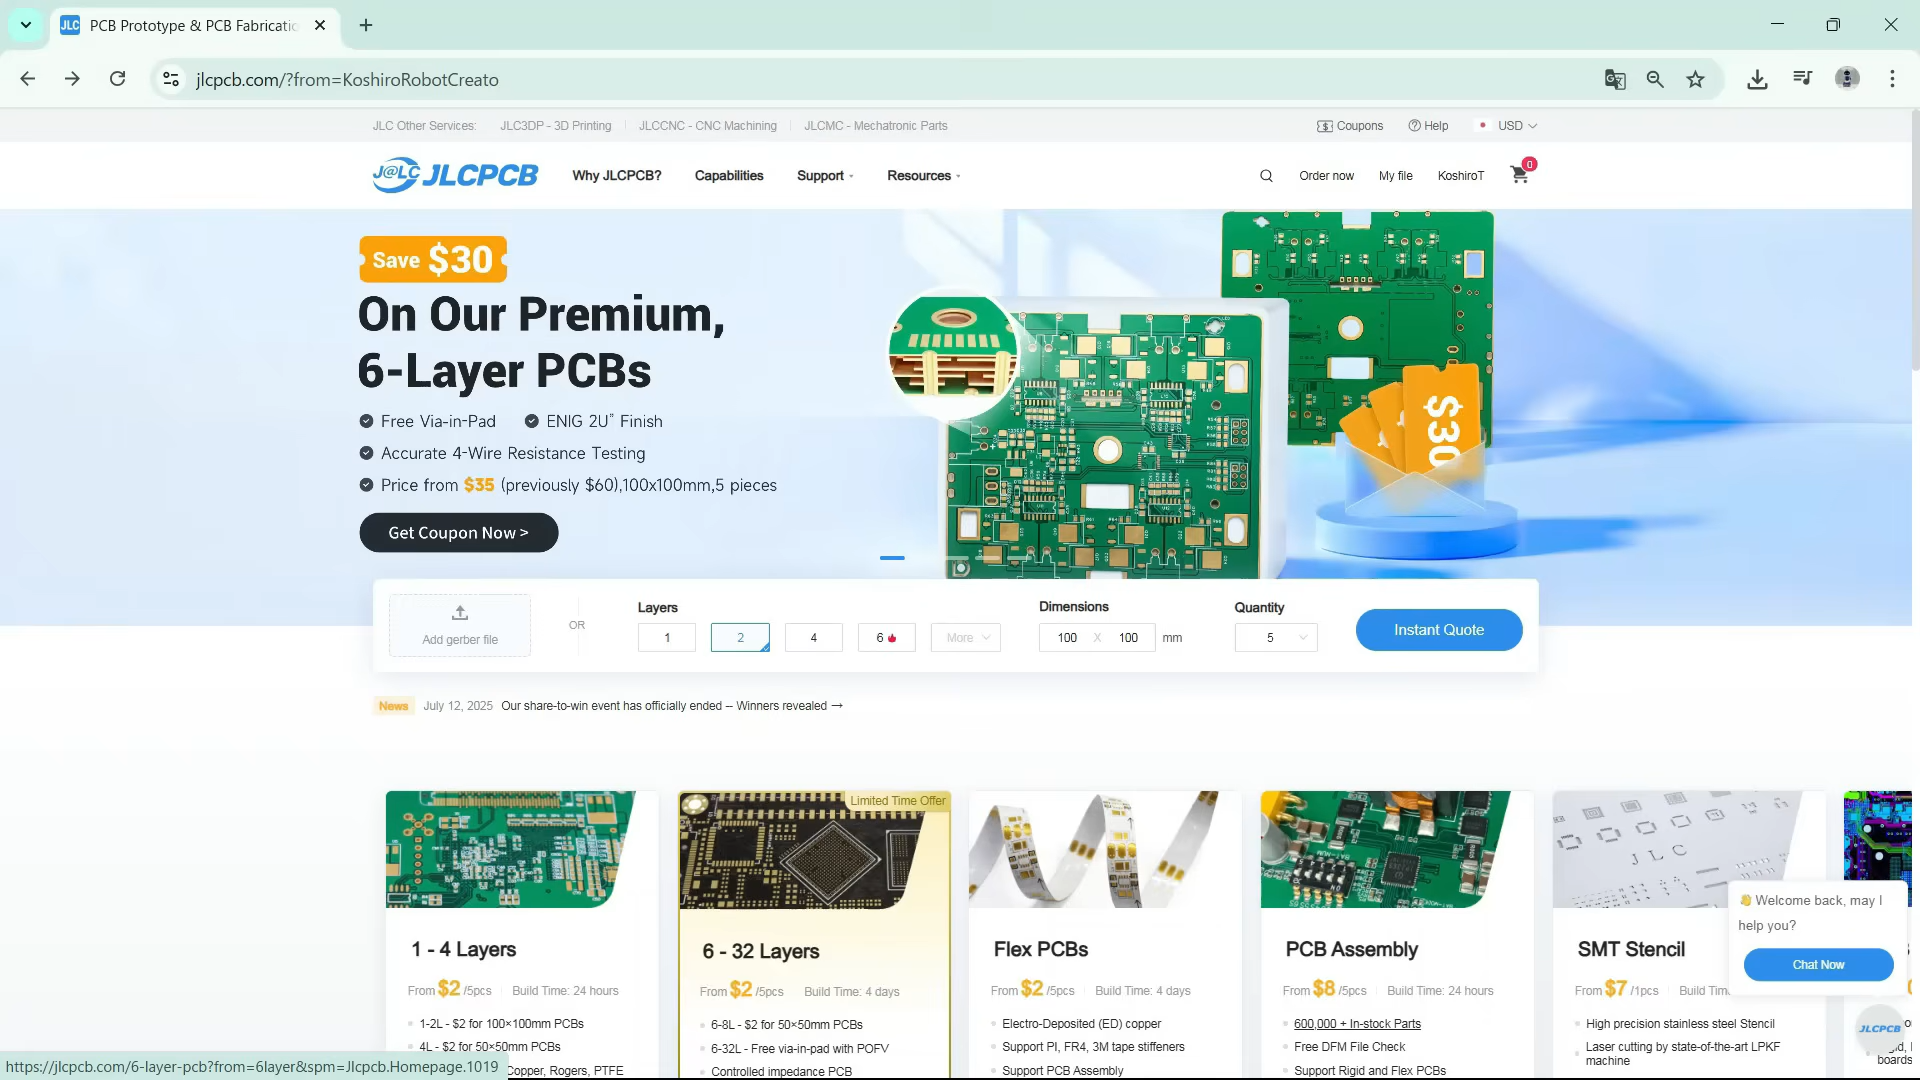 JLC PCB Prototype & PCB Fabricatio
jlcpcb.com/?from=KoshiroRobotCreato
JLC Other Services: JLC3DP - 3D Printing JLCCNC - CNC Machining JLCMC - Mechatronic Parts Coupons Help USD
J@LC JLCPCB Why JLCPCB? Capabilities Support Resources Order now My file KoshiroT 0
Save $30
On Our Premium,
6-Layer PCBs
Free Via-in-Pad ENIG 2U” Finish
Accurate 4-Wire Resistance Testing
Price from $35 (previously $60),100x100mm,5 pieces
Get Coupon Now >
$30
Add gerber file
OR
Layers
1 2 4 6 More
Dimensions
100 X 100 mm
Quantity
5
Instant Quote
News July 12, 2025 Our share-to-win event has officially ended – Winners revealed →
1 - 4 Layers
From $2 /5pcs Build Time: 24 hours
1-2L - $2 for 100×100mm PCBs
4L - $2 for 50×50mm PCBs
Copper, Rogers, PTFE
Limited Time Offer
6 - 32 Layers
From $2 /5pcs Build Time: 4 days
6-8L - $2 for 50×50mm PCBs
6-32L - Free via-in-pad with POFV
Controlled impedance PCB
Flex PCBs
From $2 /5pcs Build Time: 4 days
Electro-Deposited (ED) copper
Support PI, FR4, 3M tape stiffeners
Support PCB Assembly
PCB Assembly
From $8 /5pcs Build Time: 24 hours
600,000 + In-stock Parts
Free DFM File Check
Support Rigid and Flex PCBs
JLC
SMT Stencil
From $7 /1pcs Build Tim
High precision stainless steel Stencil
Laser cutting by state-of-the-art LPKF
machine
Welcome back, may I
help you?
Chat Now
JLCPCB
boards
https://jlcpcb.com/6-layer-pcb?from=6layer&spm=Jlcpcb.Homepage.1019